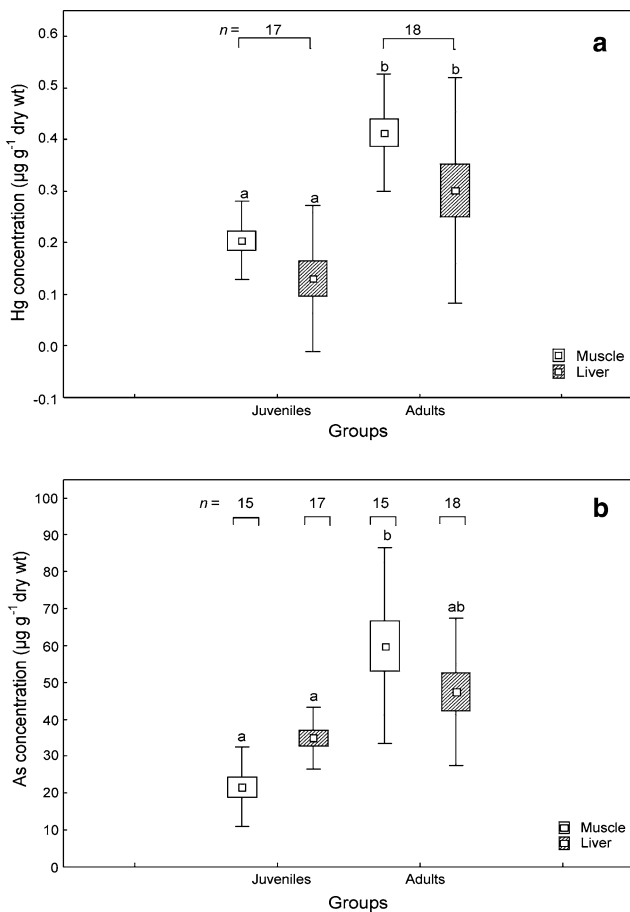 n = 17 18 a
0.6
0.5
0.4
0.3
0.2
0.1
0.0
-0.1
Hg concentration (µg g⁻¹ dry wt)
a a b b
Muscle
Liver
Juveniles Adults
Groups
n = 15 17 15 18 b
100
90
80
70
60
50
40
30
20
10
0
As concentration (µg g⁻¹ dry wt)
a a b ab
Muscle
Liver
Juveniles Adults
Groups